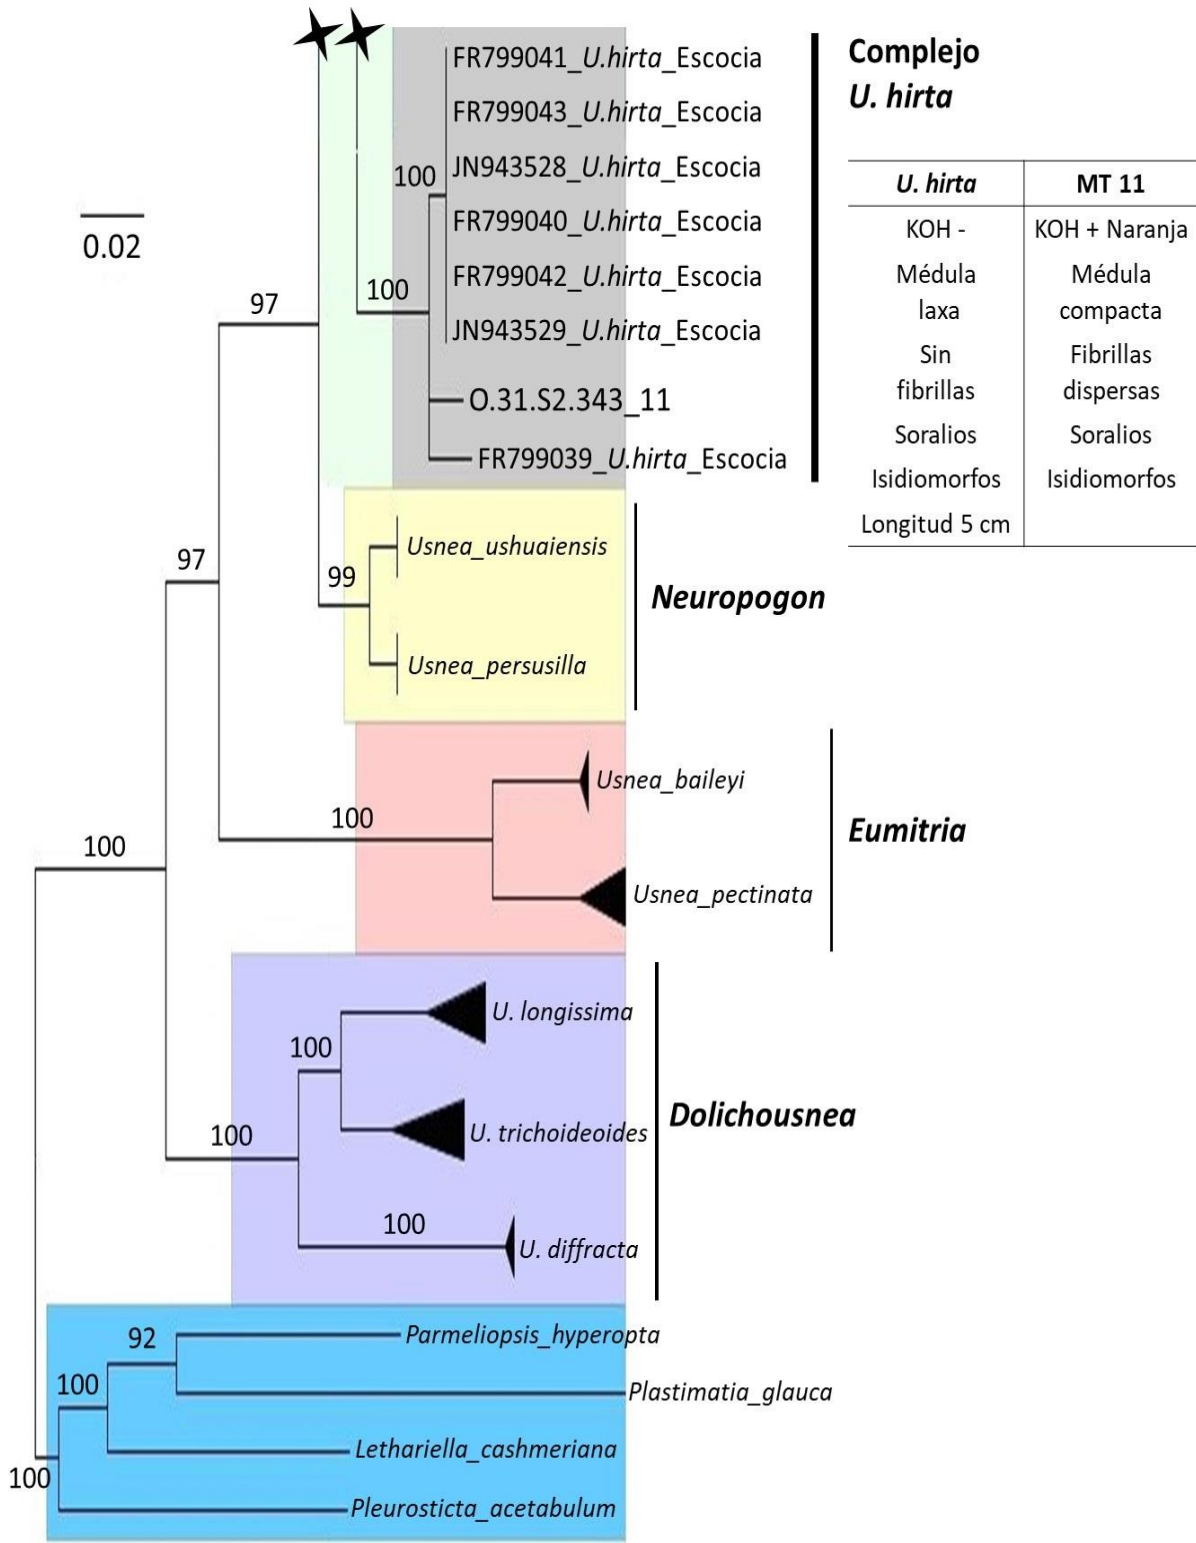 FR799041_U.hirta_Escocia
FR799043_U.hirta_Escocia
JN943528_U.hirta_Escocia
100
FR799040_U.hirta_Escocia
FR799042_U.hirta_Escocia
100
JN943529_U.hirta_Escocia
O.31.S2.343_11
FR799039_U.hirta_Escocia
Complejo
U. hirta
U. hirta MT 11
KOH - KOH + Naranja
Médula Médula
laxa compacta
Sin Fibrillas
fibrillas dispersas
Soralios Soralios
Isidiomorfos Isidiomorfos
Longitud 5 cm
0.02
97
97
99
Usnea_ushuaiensis
Usnea_persusilla
Neuropogon
100
Usnea_baileyi
Usnea_pectinata
Eumitria
100
100
U. longissima
100
U. trichoideoides
Dolichousnea
100
U. diffracta
92
Parmeliopsis_hyperopta
100
Plastimatia_glauca
Lethariella_cashmeriana
100
Pleurosticta_acetabulum